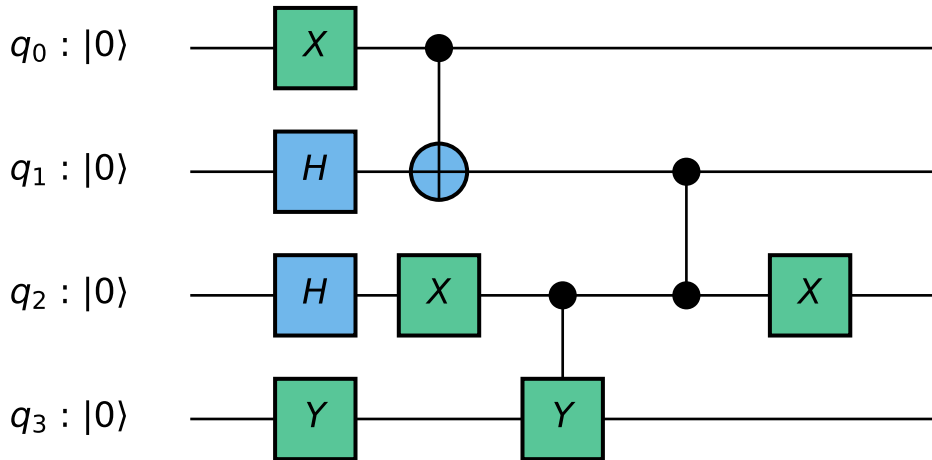 q₀ : |0⟩ X
q₁ : |0⟩ H
q₂ : |0⟩ H X X
q₃ : |0⟩ Y Y